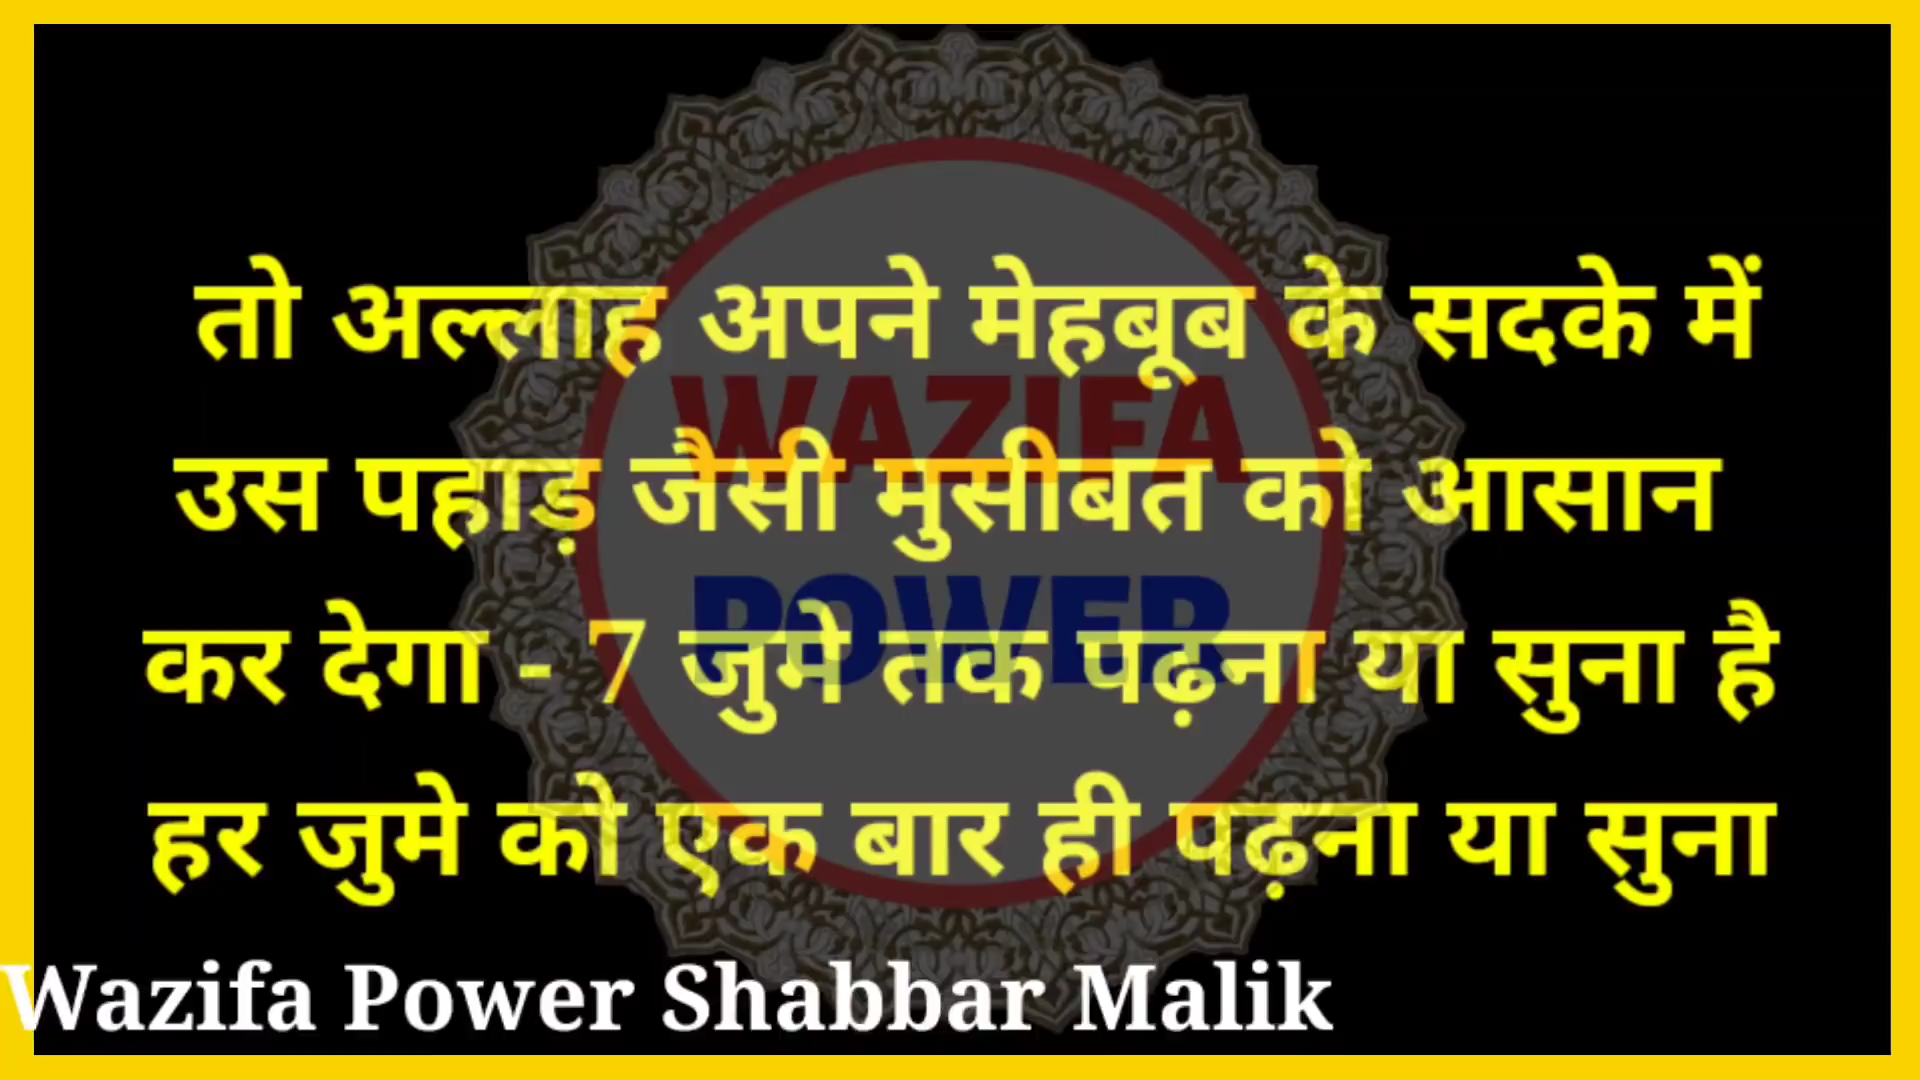 तो अल्लाह अपने मेहबूब के सदके में
उस पहाड़ जैसी मुसीबत को आसान
कर देगा - 7 जुमे तक पढ़ना या सुना है
हर जुमे को एक बार ही पढ़ना या सुना
WAZIFA
POWER
Wazifa Power Shabbar Malik